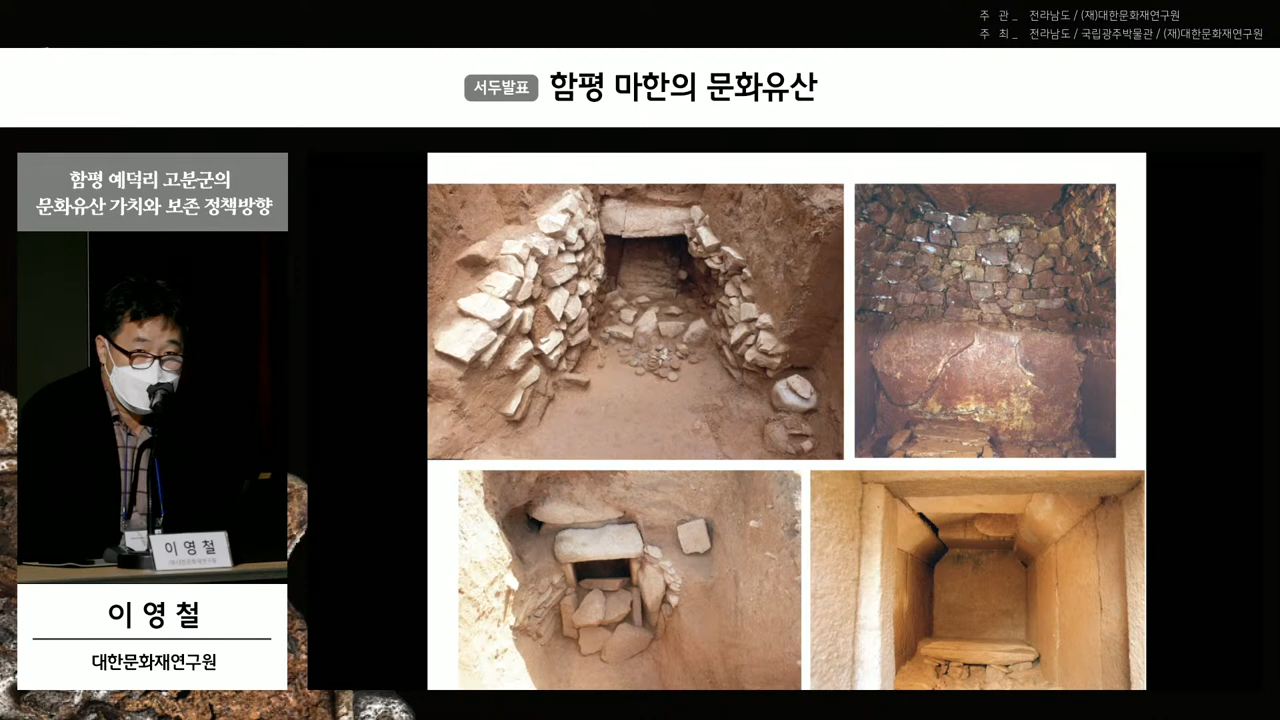 주 관 _ 전라남도 / (재)대한문화재연구원
주 최 _ 전라남도 / 국립광주박물관 / (재)대한문화재연구원
서두발표 함평 마한의 문화유산
함평 예덕리 고분군의
문화유산 가치와 보존 정책방향
이 영 철
이 영 철
대한문화재연구원